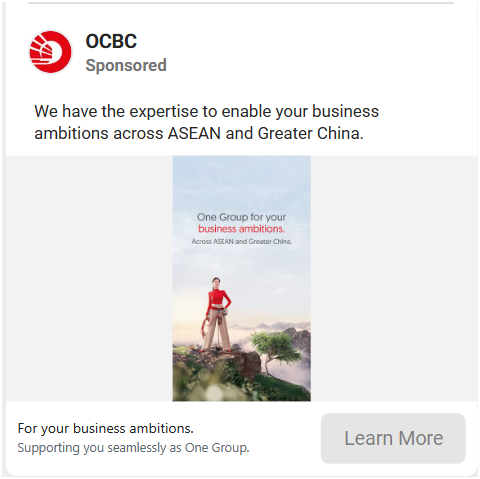 OCBC
Sponsored
We have the expertise to enable your business
ambitions across ASEAN and Greater China.
One Group for your
business ambitions.
Across ASEAN and Greater China.
For your business ambitions.
Supporting you seamlessly as One Group.
Learn More